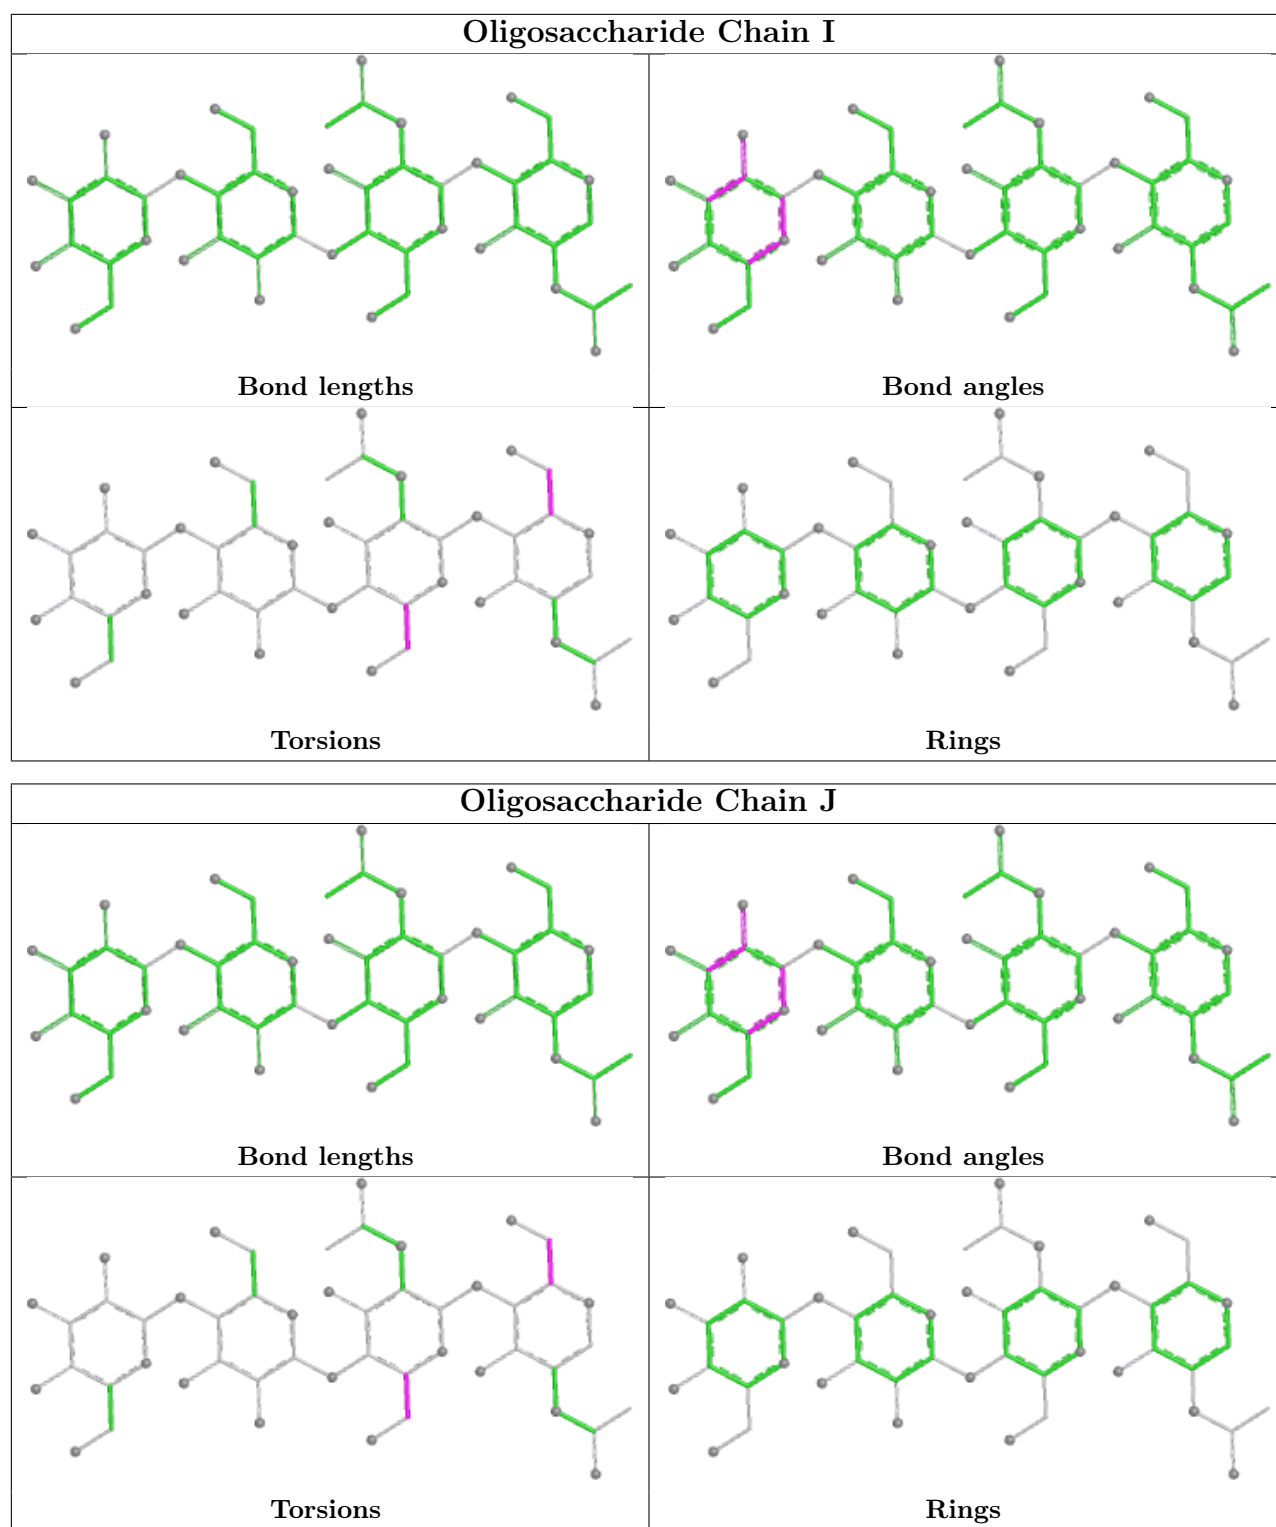 Oligosaccharide Chain I
Bond lengths
Bond angles
Torsions
Rings
Oligosaccharide Chain J
Bond lengths
Bond angles
Torsions
Rings